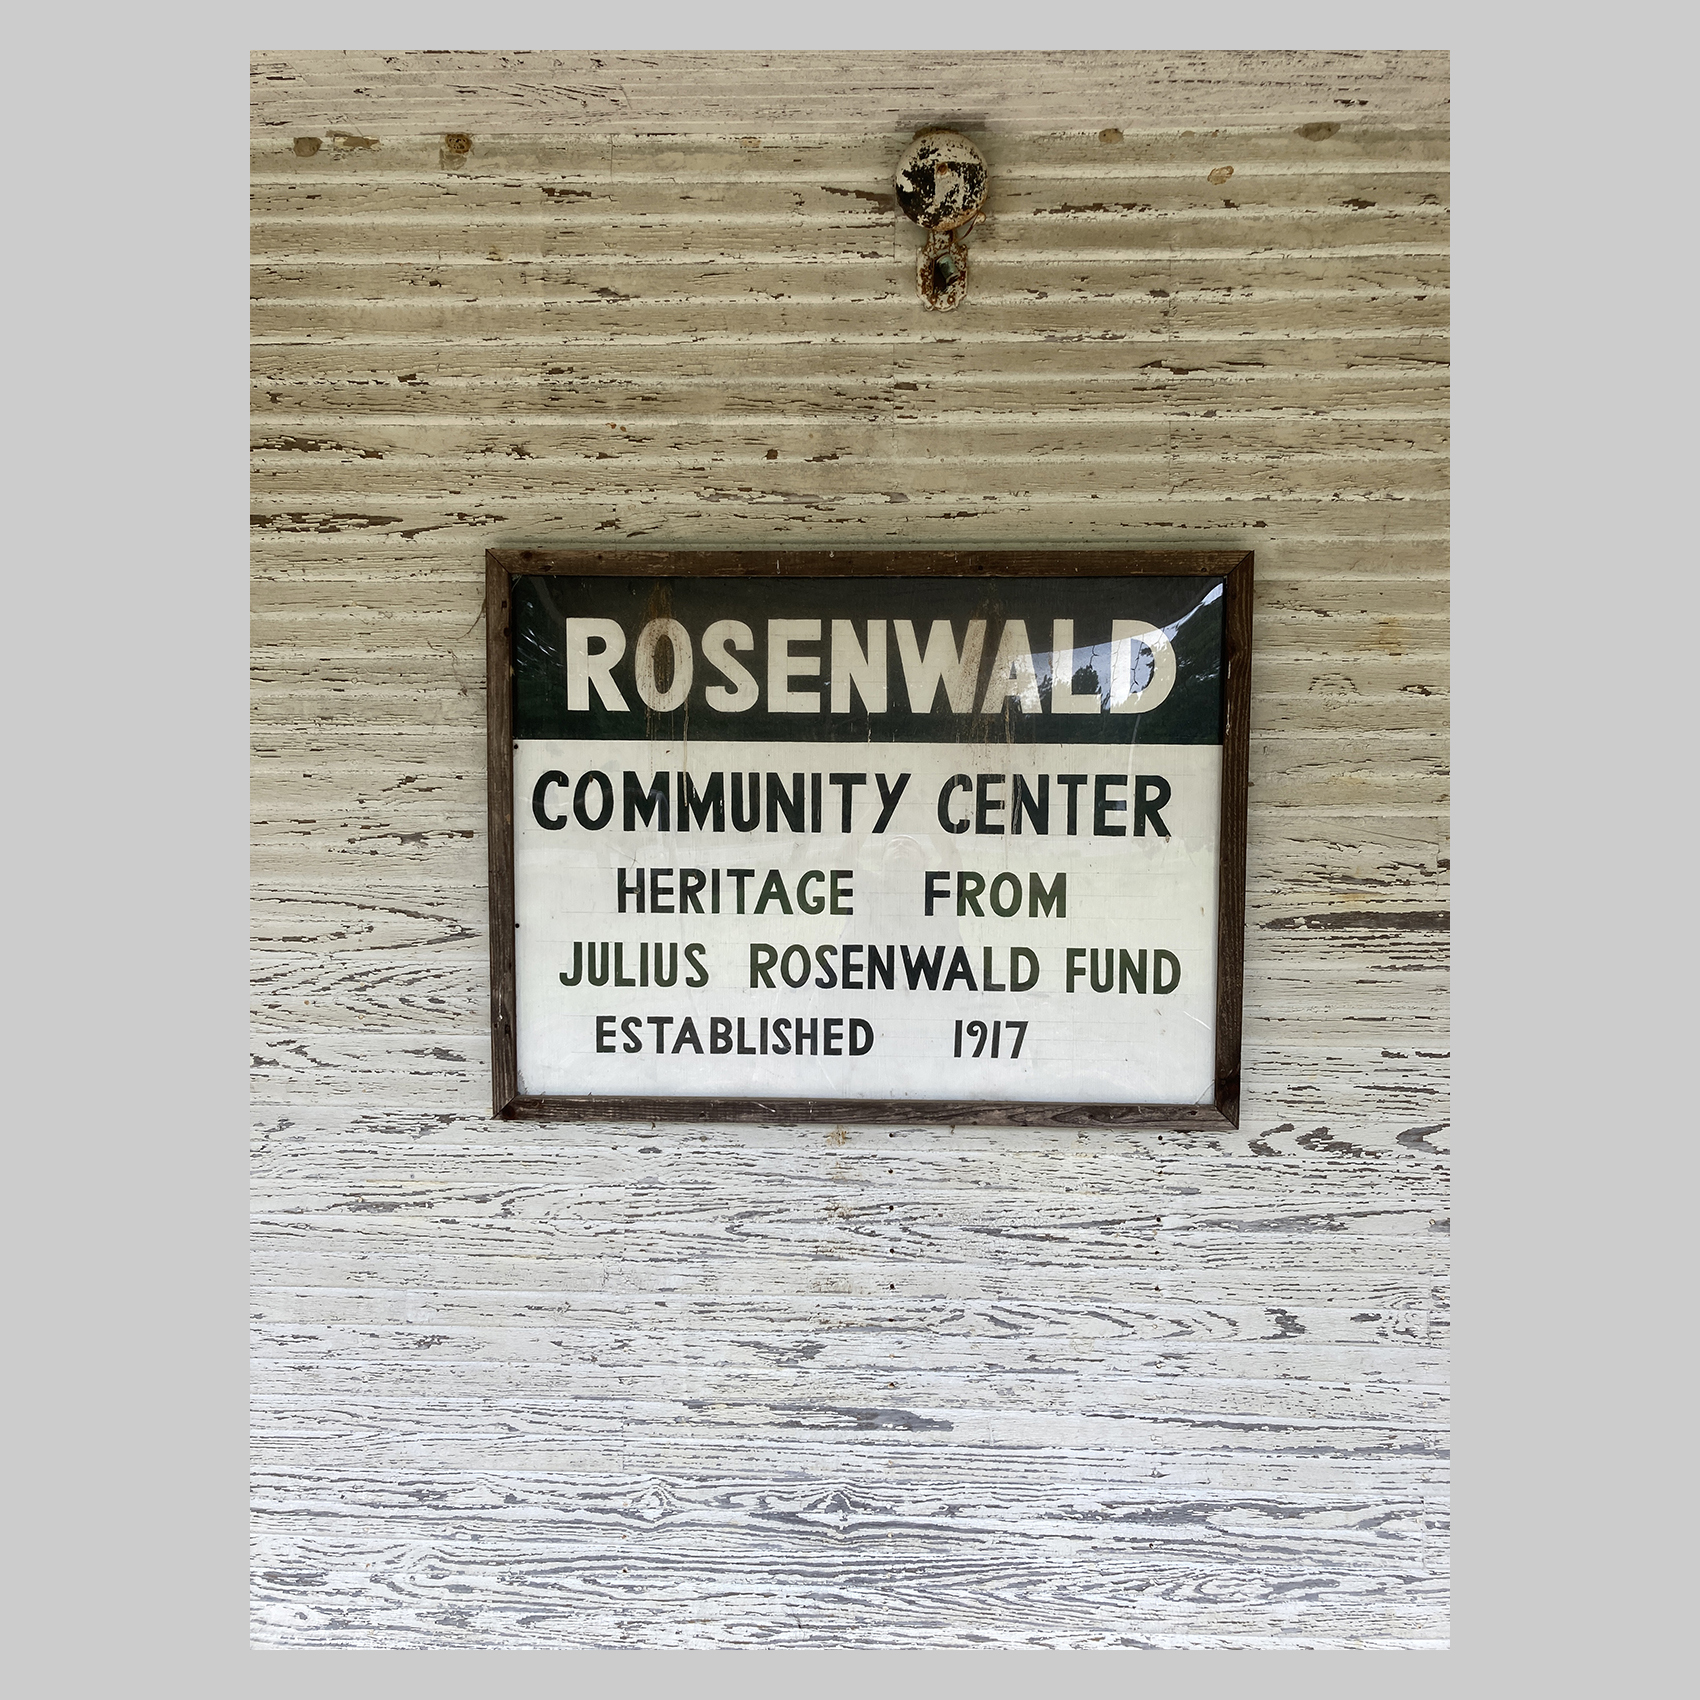 ROSENWALD
COMMUNITY CENTER
HERITAGE FROM
JULIUS ROSENWALD FUND
ESTABLISHED 1917